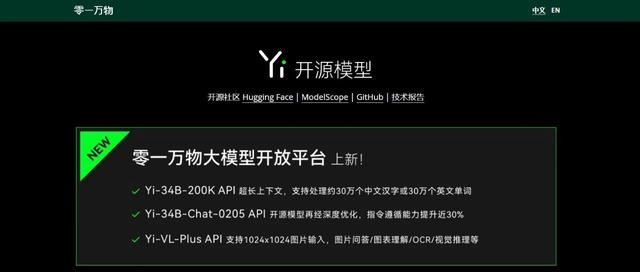 零一万物 中文 EN
Yi 开源模型
开源社区 Hugging Face | ModelScope | GitHub | 技术报告
NEW
零一万物大模型开放平台 上新!
Yi-34B-200K API 超长上下文，支持处理约30万个中文汉字或30万个英文单词
Yi-34B-Chat-0205 API 开源模型再经深度优化，指令遵循能力提升近30%
Yi-VL-Plus API 支持1024x1024图片输入，图片问答/图表理解/OCR/视觉推理等